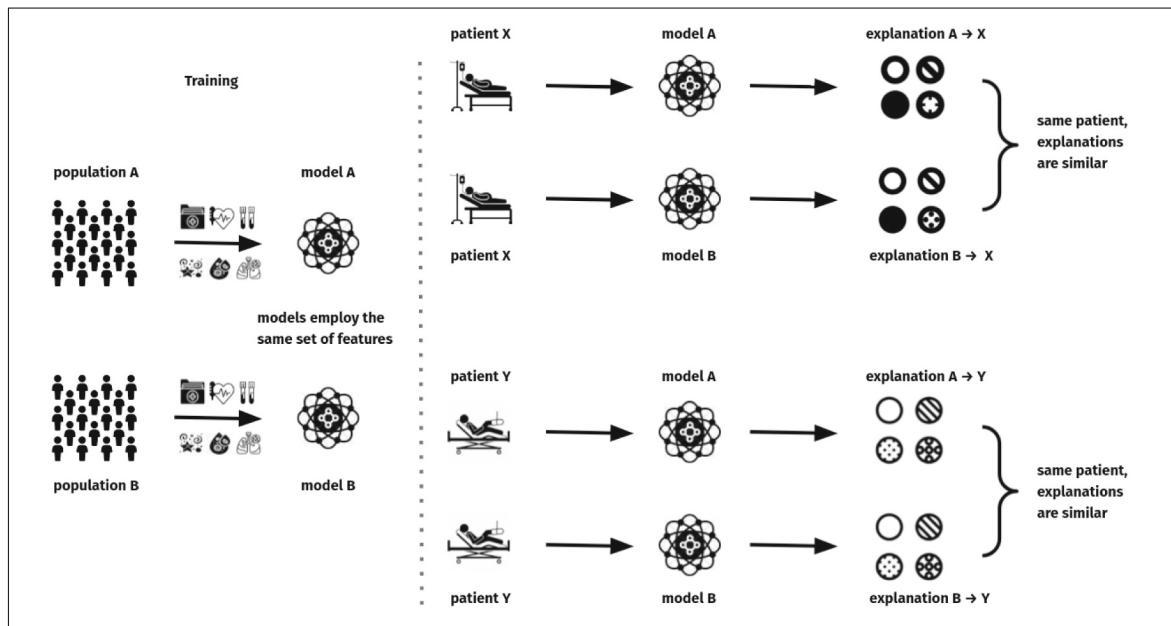 Training
population A
model A
models employ the
same set of features
population B
model B
patient X
model A
explanation A → X
patient X
model B
explanation B → X
same patient,
explanations
are similar
patient Y
model A
explanation A → Y
patient Y
model B
explanation B → Y
same patient,
explanations
are similar